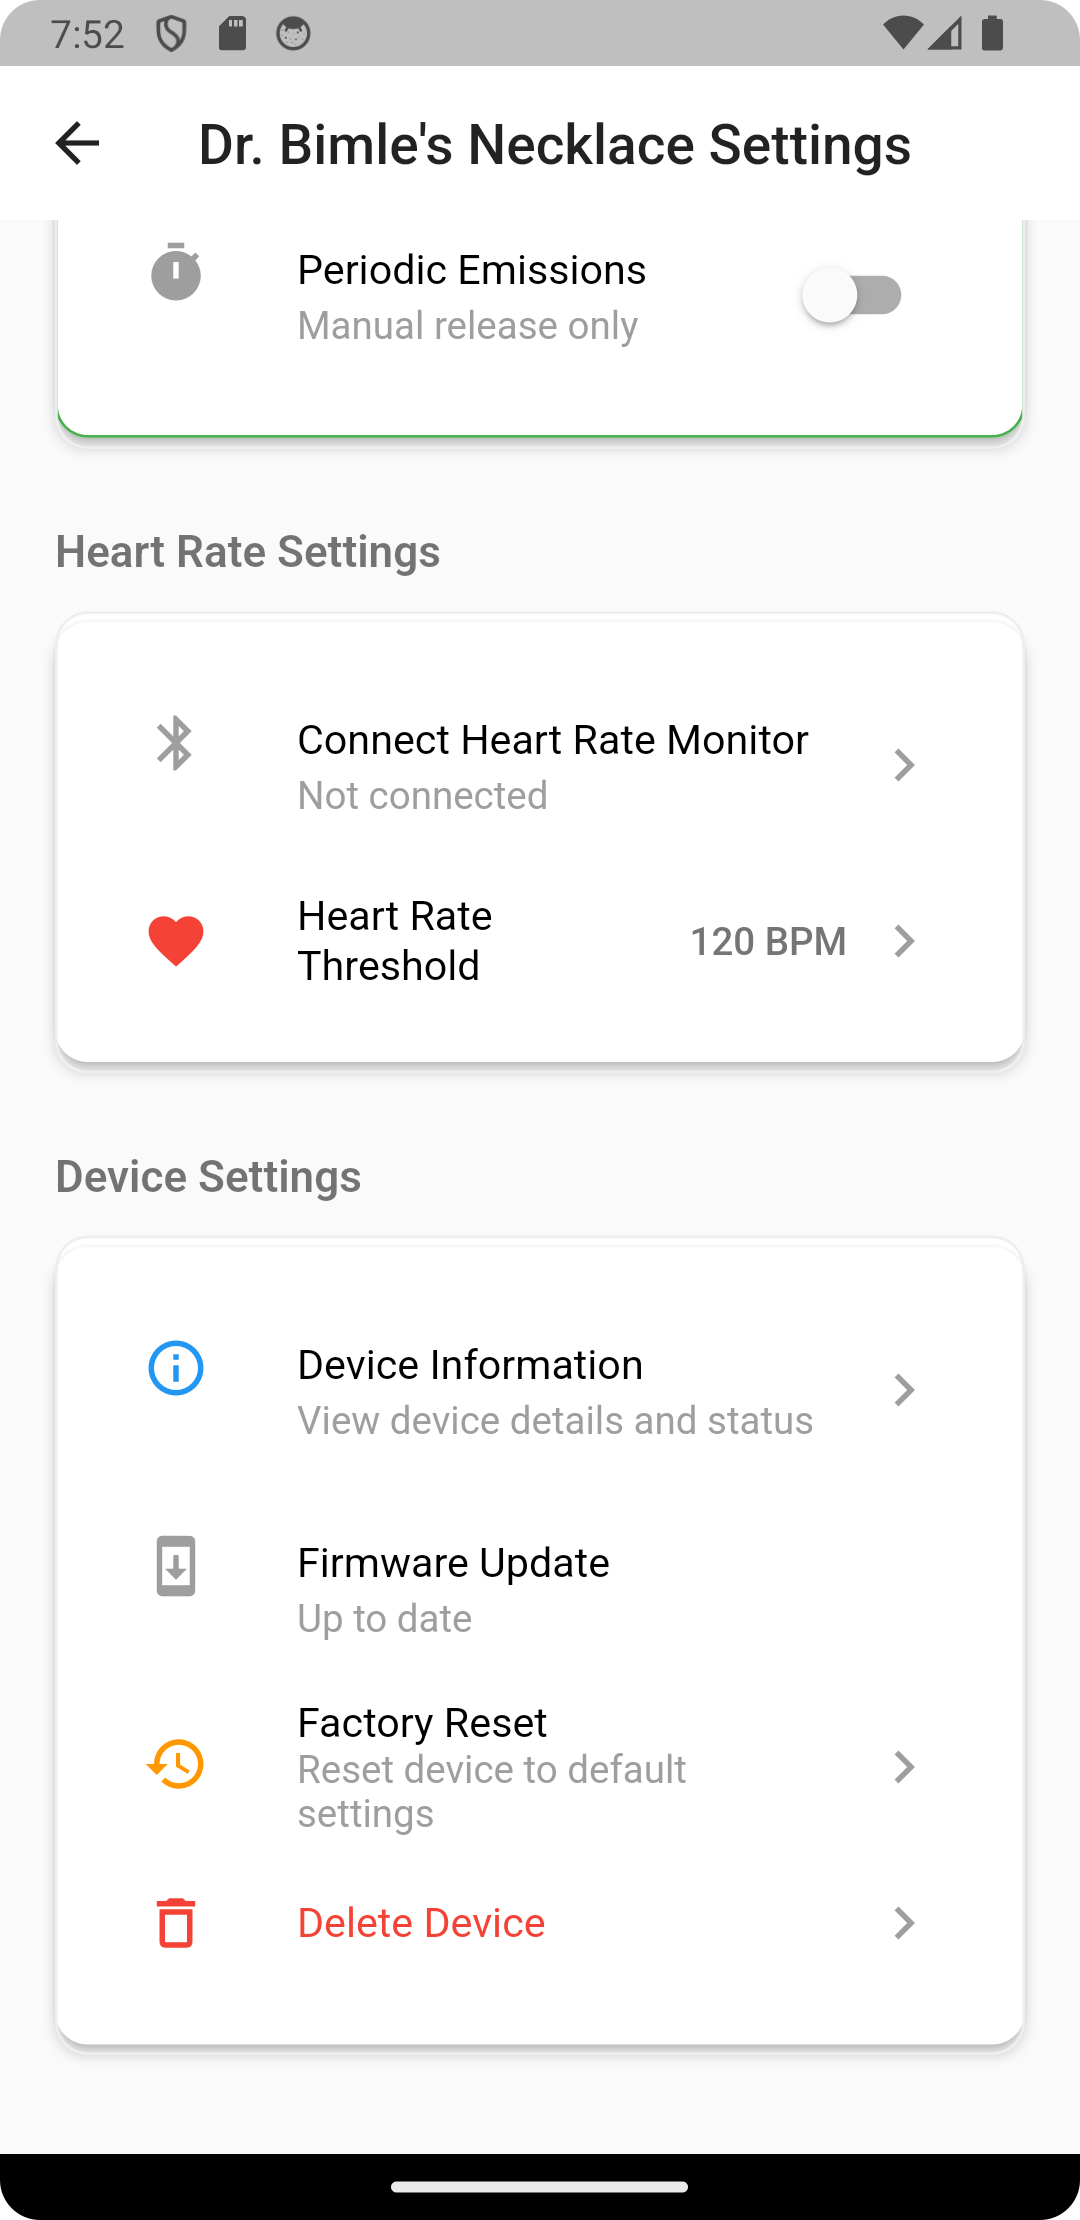 7:52
Dr. Bimle's Necklace Settings
Periodic Emissions
Manual release only
Heart Rate Settings
Connect Heart Rate Monitor
Not connected
Heart Rate
Threshold
120 BPM
Device Settings
Device Information
View device details and status
Firmware Update
Up to date
Factory Reset
Reset device to default
settings
Delete Device